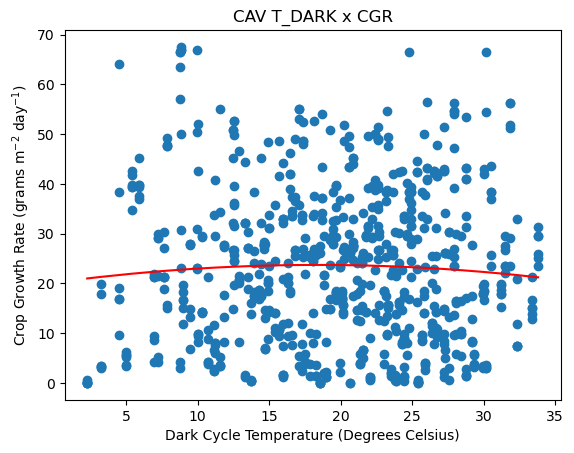 CAV T_DARK x CGR
Crop Growth Rate (grams m⁻² day⁻¹)
70
60
50
40
30
20
10
0
5 10 15 20 25 30 35
Dark Cycle Temperature (Degrees Celsius)